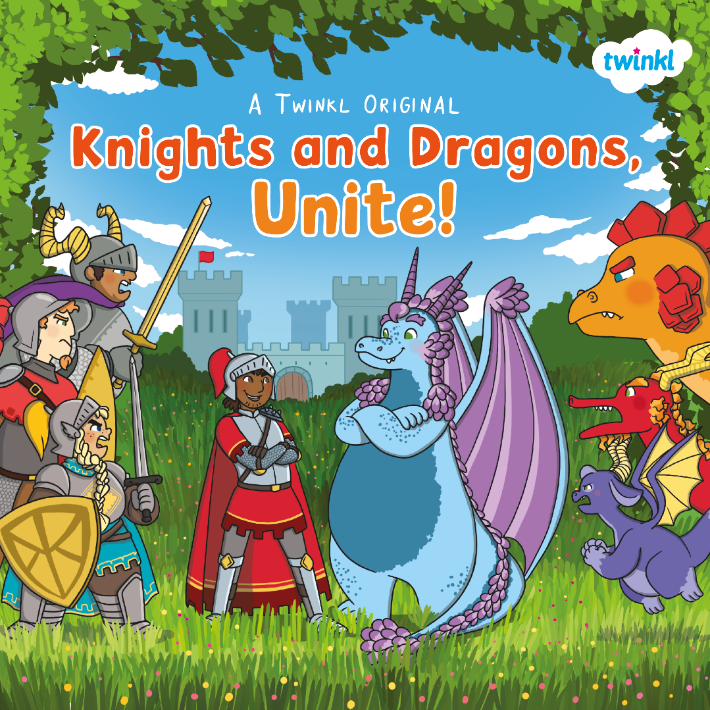 twinkl
A Twinkl Original
Knights and Dragons,
Unite!